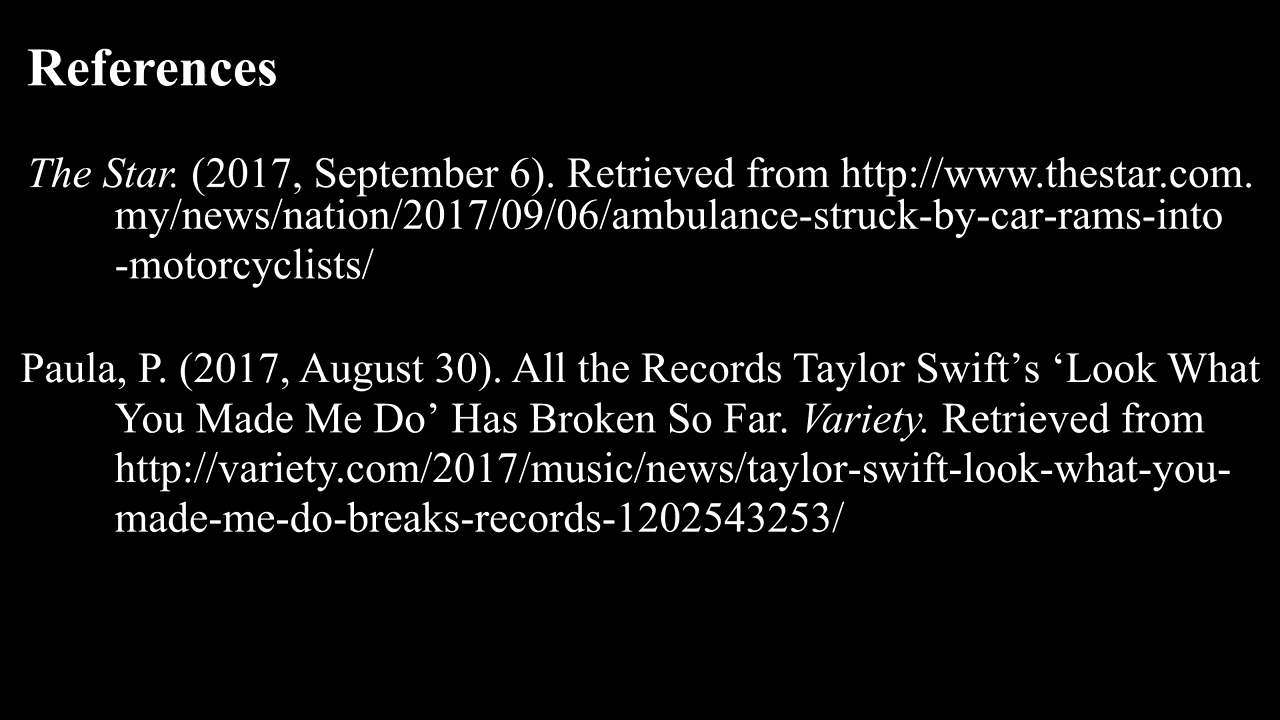 References
The Star. (2017, September 6). Retrieved from http://www.thestar.com.
my/news/nation/2017/09/06/ambulance-struck-by-car-rams-into
-motorcyclists/
Paula, P. (2017, August 30). All the Records Taylor Swift’s ‘Look What
You Made Me Do’ Has Broken So Far. Variety. Retrieved from
http://variety.com/2017/music/news/taylor-swift-look-what-you-
made-me-do-breaks-records-1202543253/